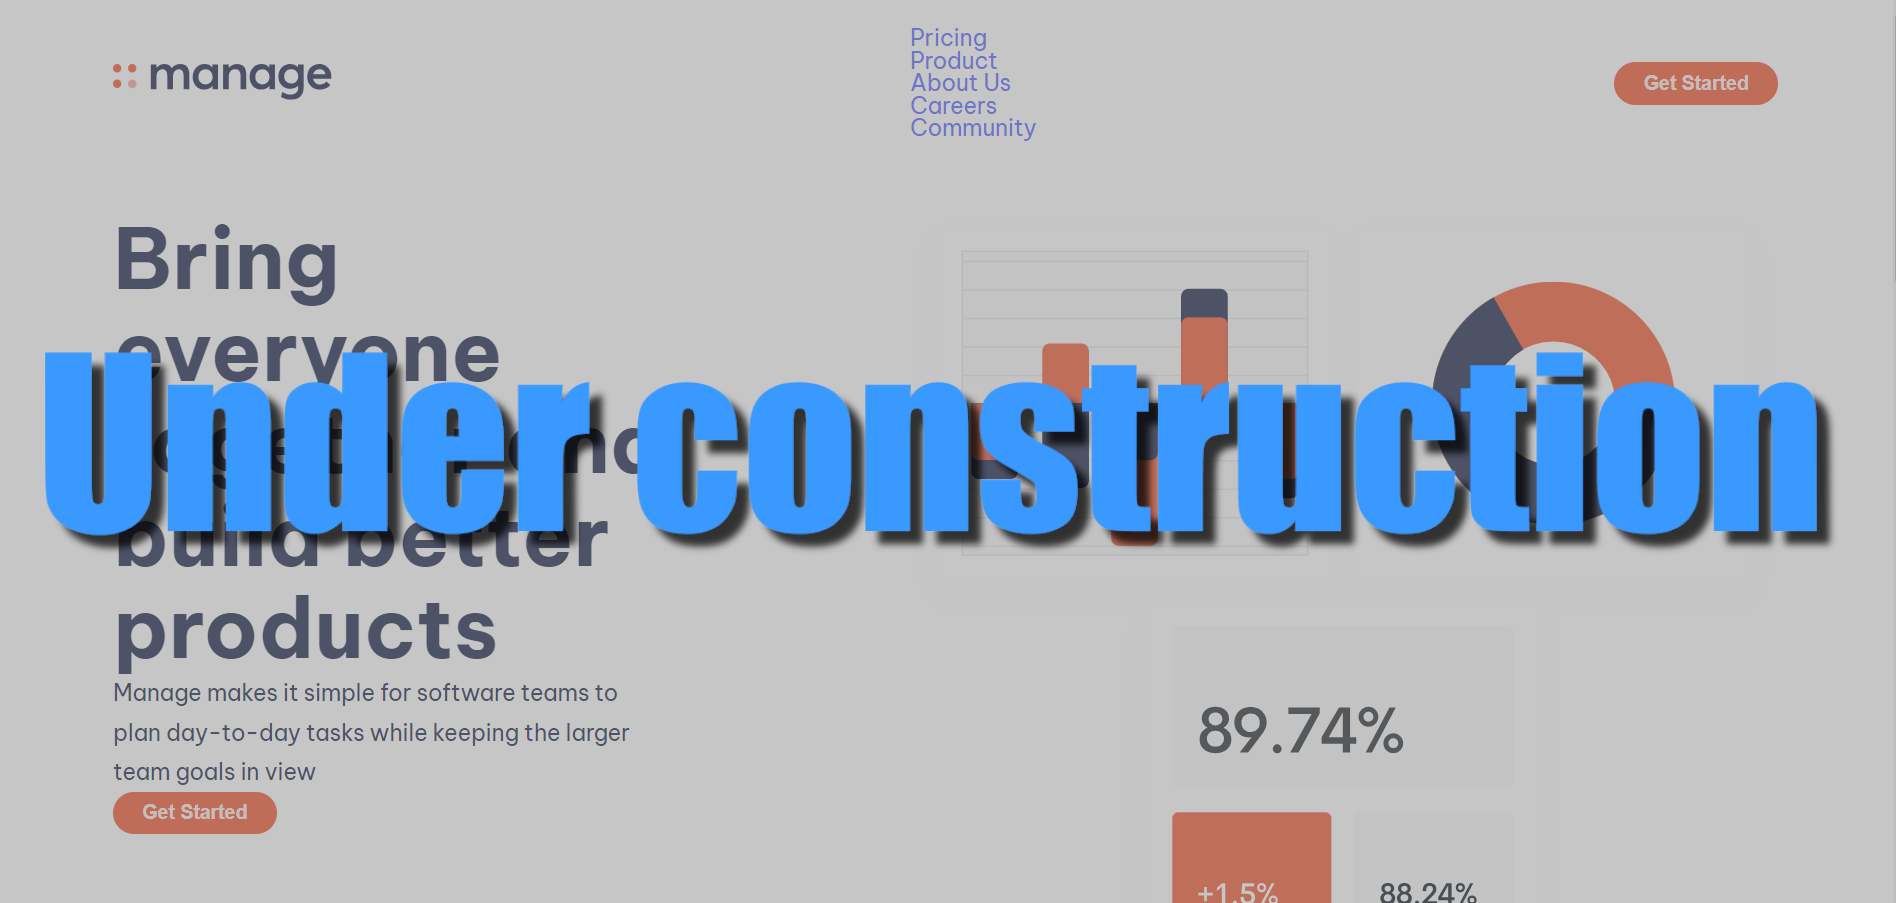 manage
Pricing
Product
About Us
Careers
Community
Get Started
Bring
everyone
build better
products
Under construction
Manage makes it simple for software teams to
plan day-to-day tasks while keeping the larger
team goals in view
Get Started
89.74%
+1.5%
88.24%